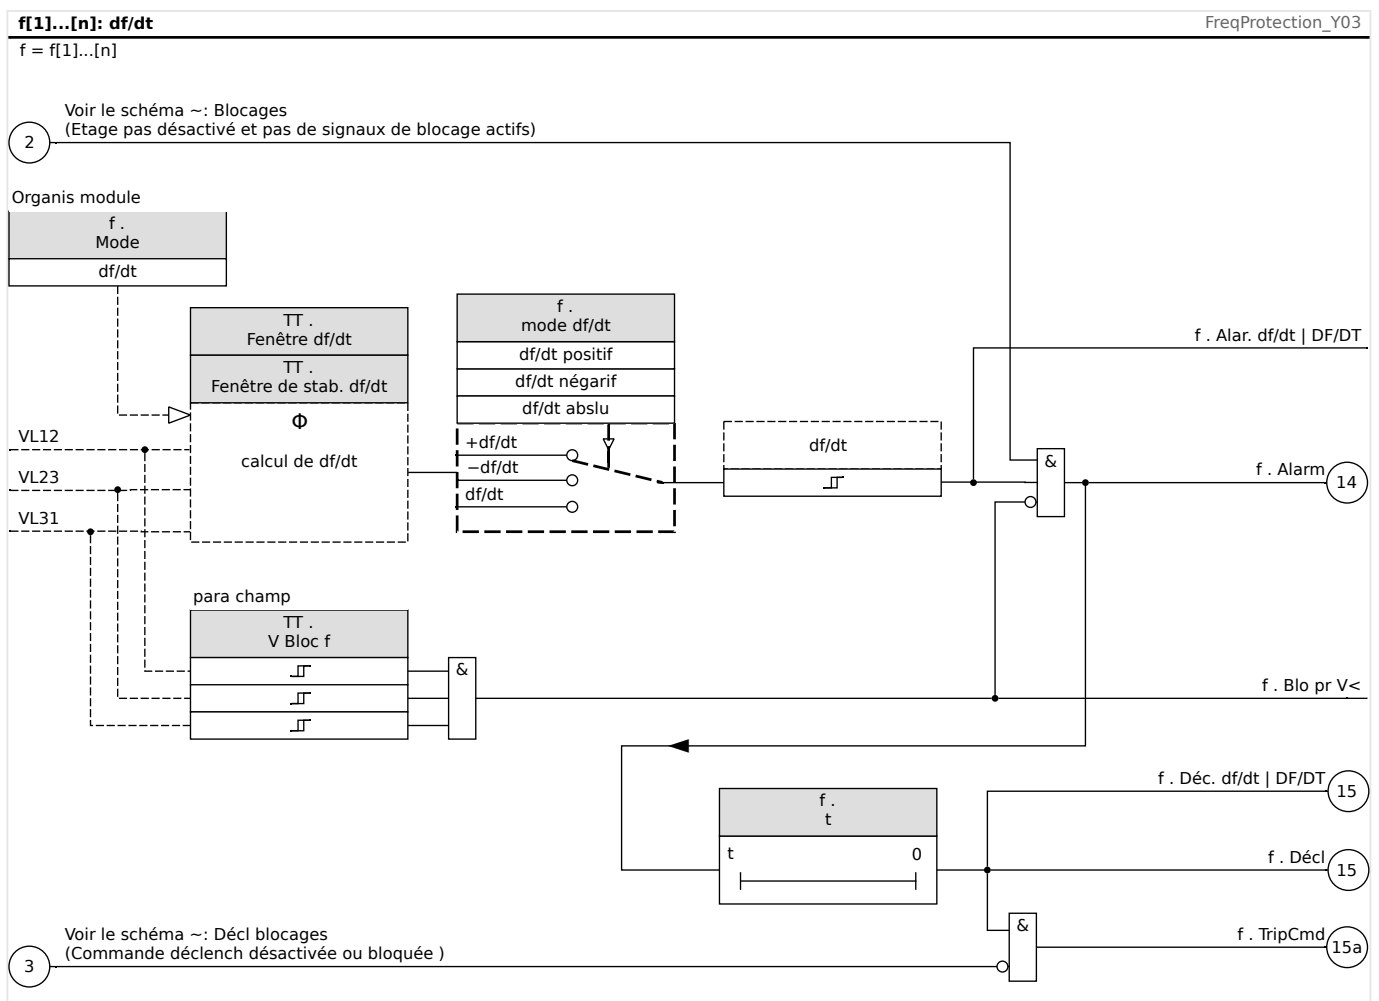 f[1]...[n]: df/dt
FreqProtection_Y03
f = f[1]...[n]
Voir le schéma ~: Blocages
(Etage pas désactivé et pas de signaux de blocage actifs)
2
Organis module
f .
Mode
df/dt
TT .
Fenêtre df/dt
TT .
Fenêtre de stab. df/dt
Φ
calcul de df/dt
f .
mode df/dt
df/dt positif
df/dt négarif
df/dt abslu
+df/dt
−df/dt
df/dt
df/dt
f . Alar. df/dt | DF/DT
&
f . Alarm
14
VL12
VL23
VL31
para champ
TT .
V Bloc f
&
f . Blo pr V<
f .
t
t
0
f . Déc. df/dt | DF/DT
15
f . Décl
15
&
f . TripCmd
15a
Voir le schéma ~: Décl blocages
(Commande déclench désactivée ou bloquée )
3